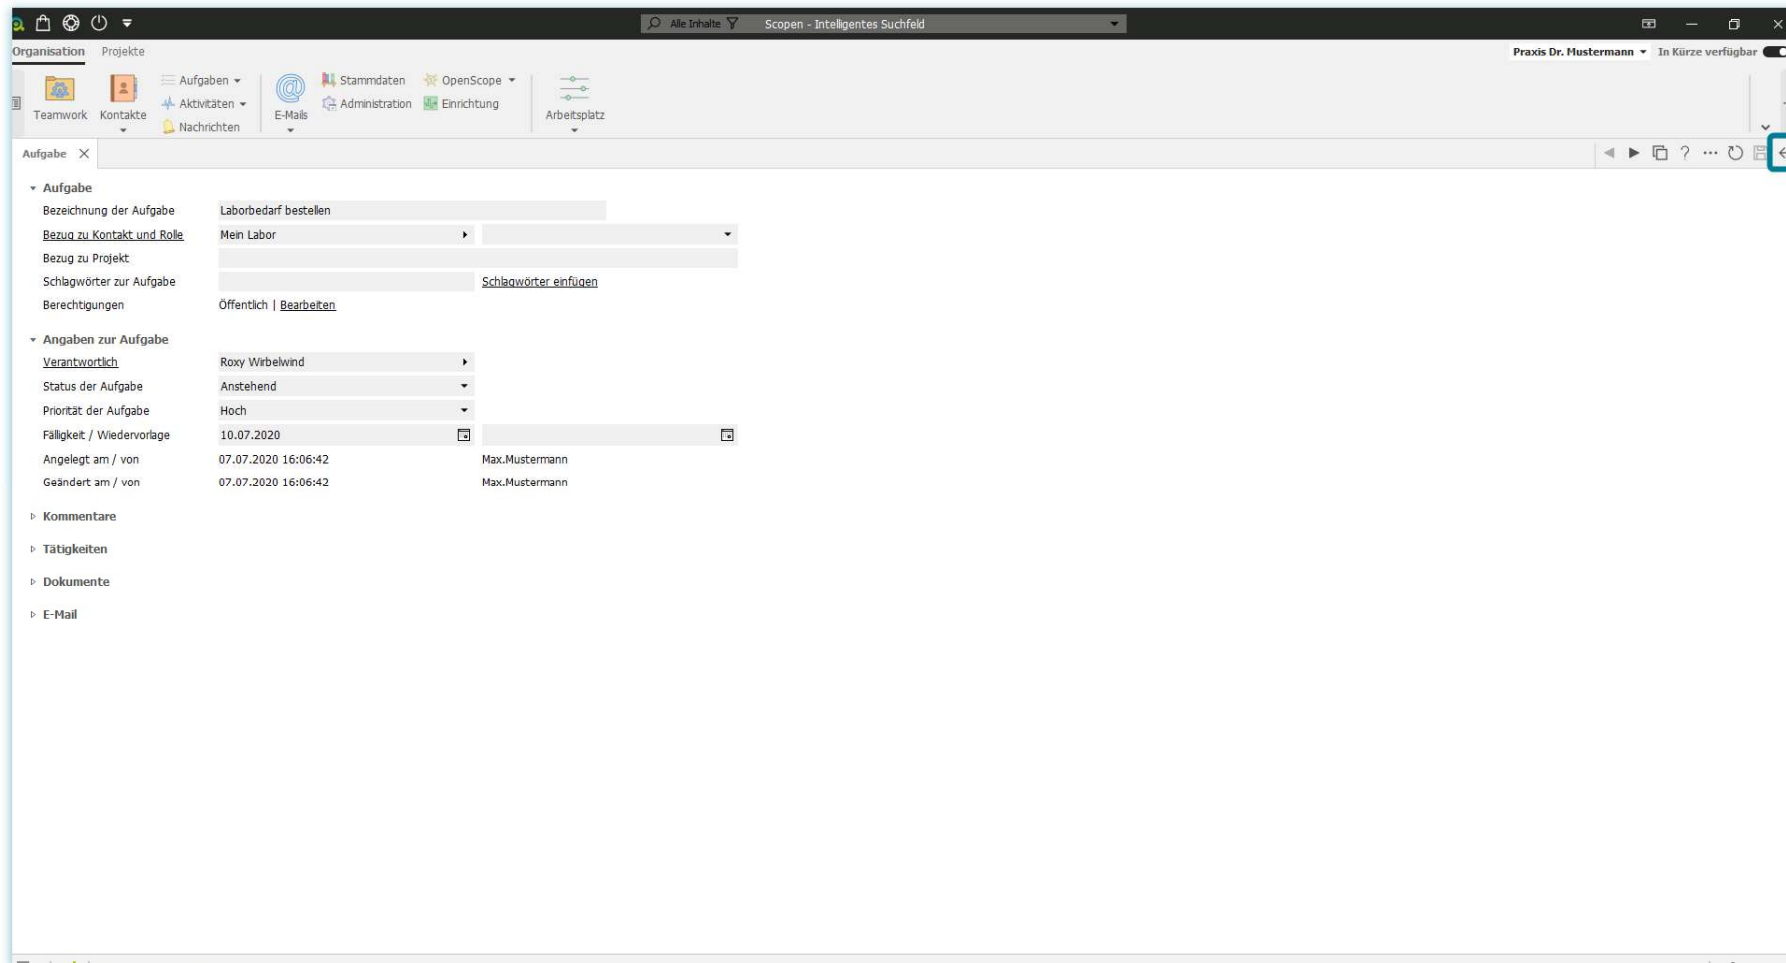 Alle Inhalte Scopen - Intelligentes Suchfeld
Organisation Projekte Praxis Dr. Mustermann In Kürze verfügbar
Teamwork
Kontakte
Aufgaben
Aktivitäten
Nachrichten
E-Mails
Stammdaten
Administration
OpenScope
Einrichtung
Arbeitsplatz
Aufgabe
Aufgabe
Bezeichnung der Aufgabe Laborbedarf bestellen
Bezug zu Kontakt und Rolle Mein Labor
Bezug zu Projekt
Schlagwörter zur Aufgabe Schlagwörter einfügen
Berechtigungen Öffentlich | Bearbeiten
Angaben zur Aufgabe
Verantwortlich Roxy Wirbelwind
Status der Aufgabe Anstehend
Priorität der Aufgabe Hoch
Fälligkeit / Wiedervorlage 10.07.2020
Angelegt am / von 07.07.2020 16:06:42 Max.Mustermann
Geändert am / von 07.07.2020 16:06:42 Max.Mustermann
Kommentare
Tätigkeiten
Dokumente
E-Mail